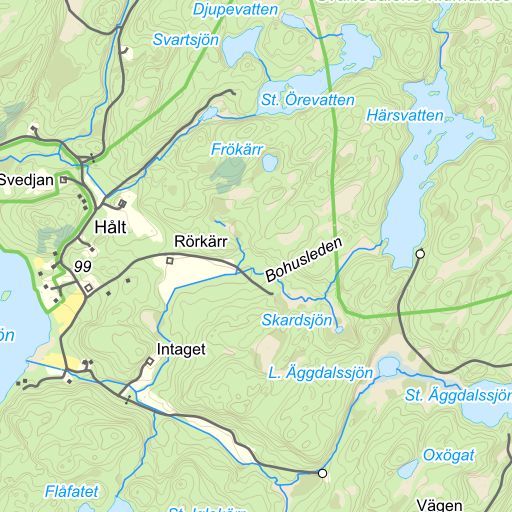 Djupevatten
Svartsjön
St. Örevatten
Härsvatten
Frökärr
Svedjan
Hålt
Rörkärr
99
Bohusleden
Skardsjön
Intaget
L. Äggdalssjön
St. Äggdalssjön
Oxögat
Flåfatet
Vägen